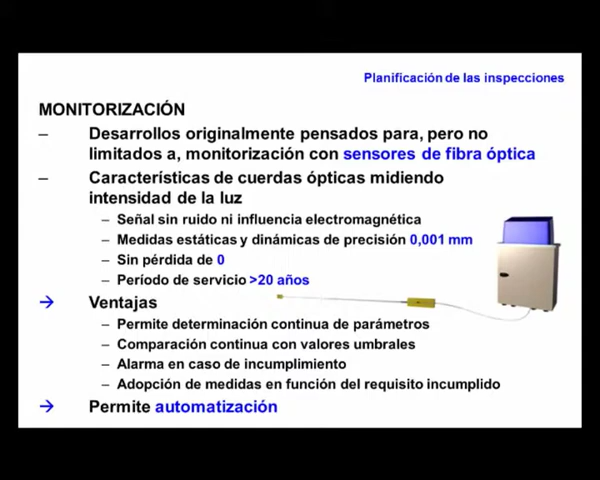 Planificación de las inspecciones
MONITORIZACIÓN
– Desarrollos originalmente pensados para, pero no
limitados a, monitorización con sensores de fibra óptica
– Características de cuerdas ópticas midiendo
intensidad de la luz
– Señal sin ruido ni influencia electromagnética
– Medidas estáticas y dinámicas de precisión 0,001 mm
– Sin pérdida de 0
– Período de servicio >20 años
→ Ventajas
– Permite determinación continua de parámetros
– Comparación continua con valores umbrales
– Alarma en caso de incumplimiento
– Adopción de medidas en función del requisito incumplido
→ Permite automatización